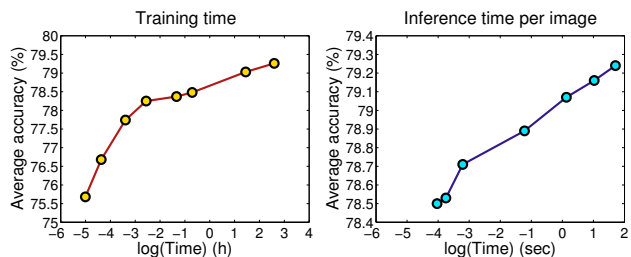 Training time
Average accuracy (%)
80
79.5
79
78.5
78
77.5
77
76.5
76
75.5
75
−6 −5 −4 −3 −2 −1 0 1 2 3 4
log(Time) (h)
Inference time per image
Average accuracy (%)
79.4
79.3
79.2
79.1
79
78.9
78.8
78.7
78.6
78.5
78.4
−6 −5 −4 −3 −2 −1 0 1 2
log(Time) (sec)